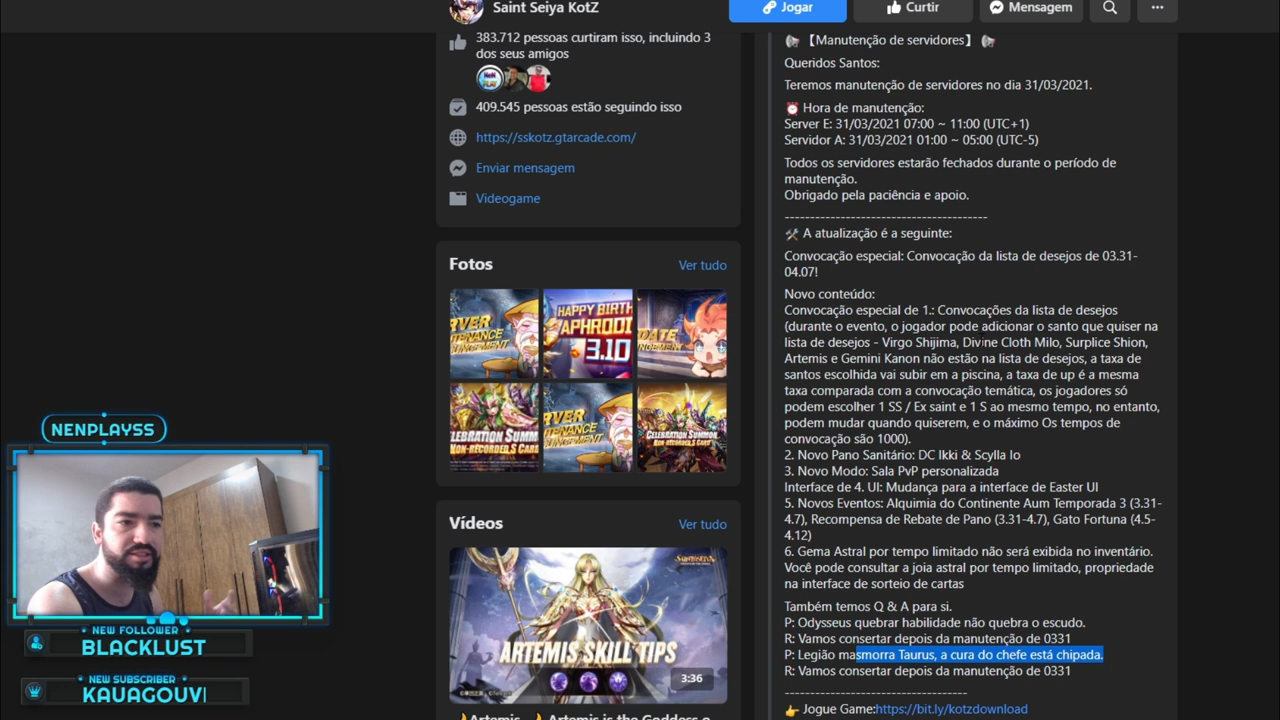 Saint Seiya KotZ
Jogar
Curtir
Mensagem
383.712 pessoas curtiram isso, incluindo 3
dos seus amigos
409.545 pessoas estão seguindo isso
https://sskotz.gtarcade.com/
Enviar mensagem
Videogame
Fotos
Ver tudo
HAPPY BIRTH
APHRODI
3.10
CELEBRATION SUMMO
Vídeos
Ver tudo
ARTEMIS SKILL TIPS
3:36
Artemis is the Goddess o
【Manutenção de servidores】
Queridos Santos:
Teremos manutenção de servidores no dia 31/03/2021.
Hora de manutenção:
Server E: 31/03/2021 07:00 ~ 11:00 (UTC+1)
Servidor A: 31/03/2021 01:00 ~ 05:00 (UTC-5)
Todos os servidores estarão fechados durante o período de
manutenção.
Obrigado pela paciência e apoio.
----------------------------------------
A atualização é a seguinte:
Convocação especial: Convocação da lista de desejos de 03.31-
04.07!
Novo conteúdo:
Convocação especial de 1.: Convocações da lista de desejos
(durante o evento, o jogador pode adicionar o santo que quiser na
lista de desejos - Virgo Shijima, Divine Cloth Milo, Surplice Shion,
Artemis e Gemini Kanon não estão na lista de desejos, a taxa de
santos escolhida vai subir em a piscina, a taxa de up é a mesma
taxa comparada com a convocação temática, os jogadores só
podem escolher 1 SS / Ex saint e 1 S ao mesmo tempo, no entanto,
podem mudar quando quiserem, e o máximo Os tempos de
convocação são 1000).
2. Novo Pano Sanitário: DC Ikki & Scylla Io
3. Novo Modo: Sala PvP personalizada
Interface de 4. UI: Mudança para a interface de Easter UI
5. Novos Eventos: Alquimia do Continente Aum Temporada 3 (3.31-
4.7), Recompensa de Rebate de Pano (3.31-4.7), Gato Fortuna (4.5-
4.12)
6. Gema Astral por tempo limitado não será exibida no inventário.
Você pode consultar a joia astral por tempo limitado, propriedade
na interface de sorteio de cartas
Também temos Q & A para si.
P: Odysseus quebrar habilidade não quebra o escudo.
R: Vamos consertar depois da manutenção de 0331
P: Legião masmorra Taurus, a cura do chefe está chipada.
R: Vamos consertar depois da manutenção de 0331
------------------------------------
Jogue Game:https://bit.ly/kotzdownload
NENPLAYSS
NEW FOLLOWER
BLACKLUST
NEW SUBSCRIBER
KAUAGOUVI